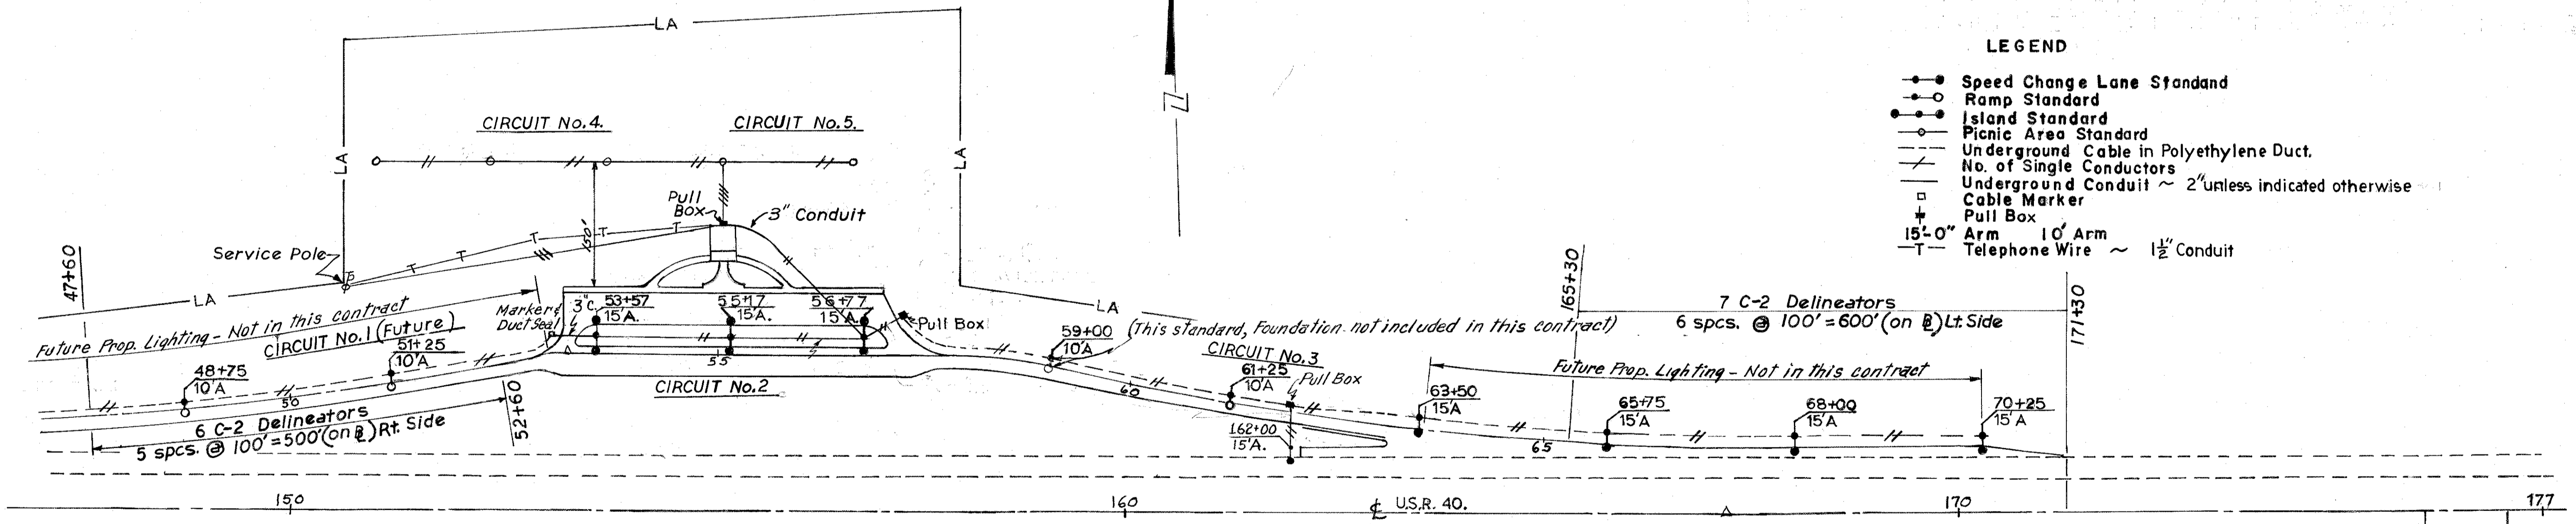 LA
LA
LA
CIRCUIT No.4.
CIRCUIT No.5.
Pull
Box
3" Conduit
150'
T
T
T
T
T
Service Pole
P
LA
47+60
Future Prop. Lighting - Not in this contract
CIRCUIT No.1 (Future)
Marker &
Duct Seal
3"C.
53+57
15'A.
55+17
15'A.
56+77
15'A.
Pull Box
51+25
10'A
48+75
10'A
50
55
CIRCUIT No.2
6 C-2 Delineators
5 spcs. @ 100'=500' (on ⅊) Rt. Side
52+60
LA
59+00
10'A
(This standard, Foundation not included in this contract)
CIRCUIT No.3
61+25
10'A
Pull Box
60
162+00
15'A.
63+50
15'A
Future Prop. Lighting - Not in this contract
65+75
15'A
68+00
15'A
70+25
15'A
65
165+30
7 C-2 Delineators
6 spcs. @ 100'=600' (on ⅊) Lt. Side
171+30
Z
LEGEND
Speed Change Lane Standard
Ramp Standard
Island Standard
Picnic Area Standard
Underground Cable in Polyethylene Duct.
No. of Single Conductors
Underground Conduit ~ 2" unless indicated otherwise
Cable Marker
Pull Box
15'-0" Arm 10' Arm
T Telephone Wire ~ 1½" Conduit
150
160
℄ U.S.R. 40.
170
177